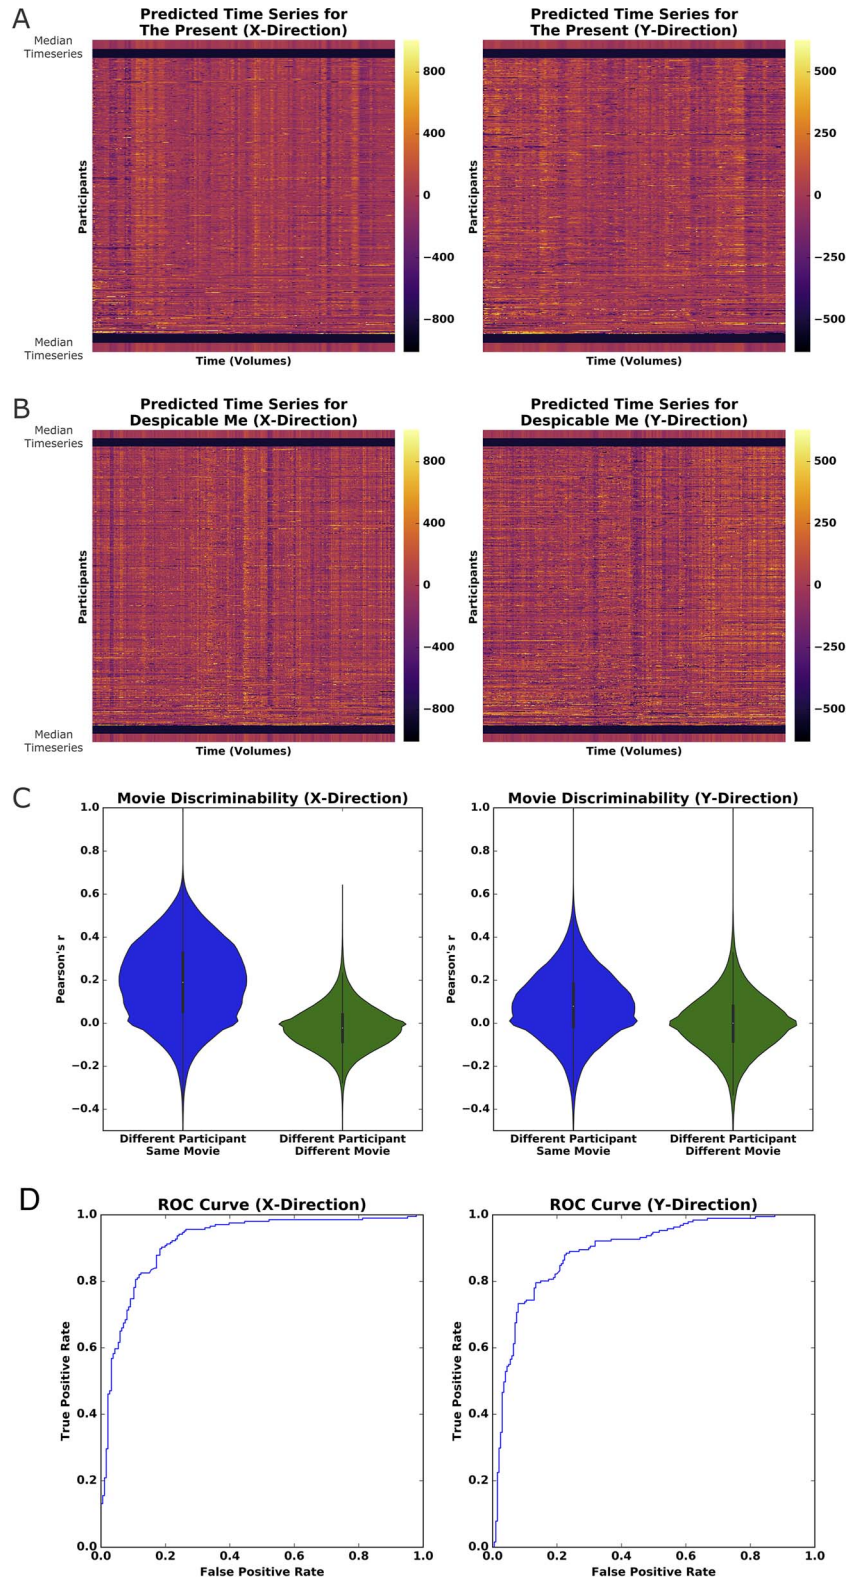 A
Predicted Time Series for
The Present (X-Direction)
Predicted Time Series for
The Present (Y-Direction)
Median
Timeseries
Participants
Median
Timeseries
Time (Volumes)
800
400
0
−400
−800
Participants
Time (Volumes)
500
250
0
−250
−500
B
Predicted Time Series for
Despicable Me (X-Direction)
Predicted Time Series for
Despicable Me (Y-Direction)
Median
Timeseries
Participants
Median
Timeseries
Time (Volumes)
800
400
0
−400
−800
Participants
Time (Volumes)
500
250
0
−250
−500
C
Movie Discriminability (X-Direction)
Pearson's r
1.0
0.8
0.6
0.4
0.2
0.0
−0.2
−0.4
Different Participant
Same Movie
Different Participant
Different Movie
Movie Discriminability (Y-Direction)
Pearson's r
1.0
0.8
0.6
0.4
0.2
0.0
−0.2
−0.4
Different Participant
Same Movie
Different Participant
Different Movie
D
ROC Curve (X-Direction)
True Positive Rate
1.0
0.8
0.6
0.4
0.2
0.0
0.0 0.2 0.4 0.6 0.8 1.0
False Positive Rate
ROC Curve (Y-Direction)
True Positive Rate
1.0
0.8
0.6
0.4
0.2
0.0
0.0 0.2 0.4 0.6 0.8 1.0
False Positive Rate